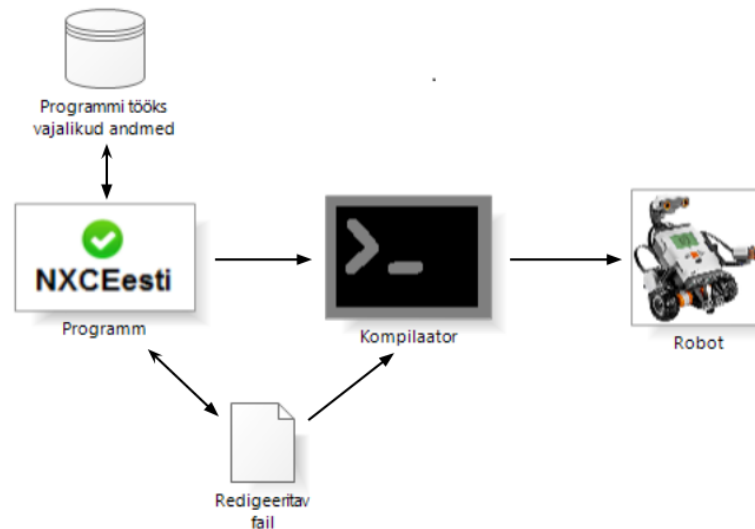 Programmi tööks
vajalikud andmed
NXCEesti
Programm
Kompilaator
Robot
Redigeeritav
fail